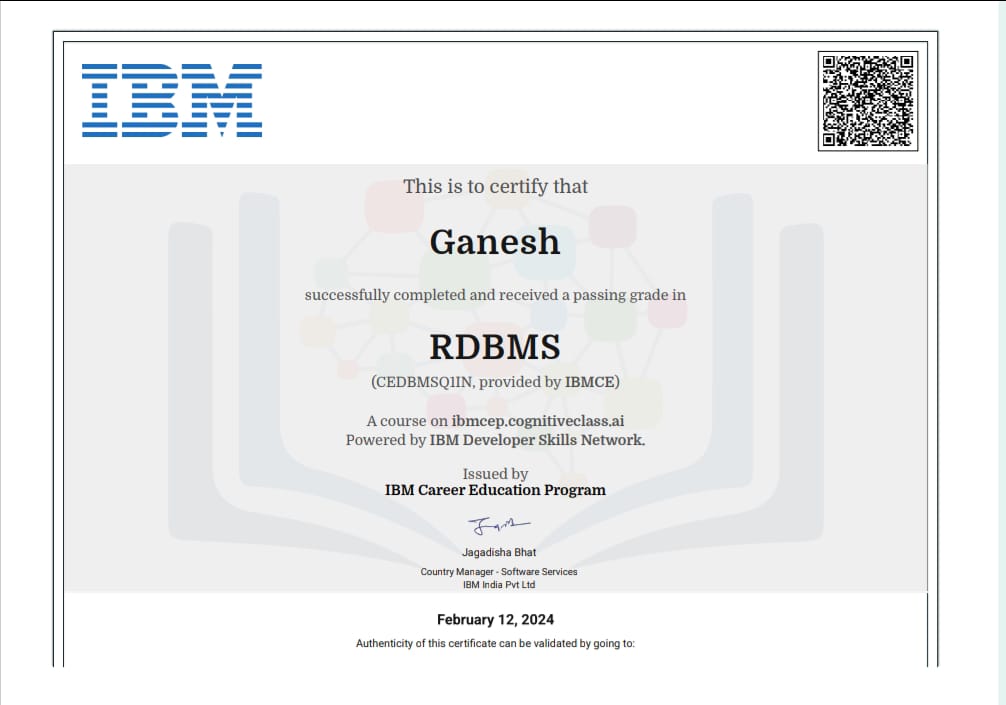 IBM
This is to certify that
Ganesh
successfully completed and received a passing grade in
RDBMS
(CEDBMSQ1IN, provided by IBMCE)
A course on ibmcep.cognitiveclass.ai
Powered by IBM Developer Skills Network.
Issued by
IBM Career Education Program
Jagadisha Bhat
Country Manager - Software Services
IBM India Pvt Ltd
February 12, 2024
Authenticity of this certificate can be validated by going to: